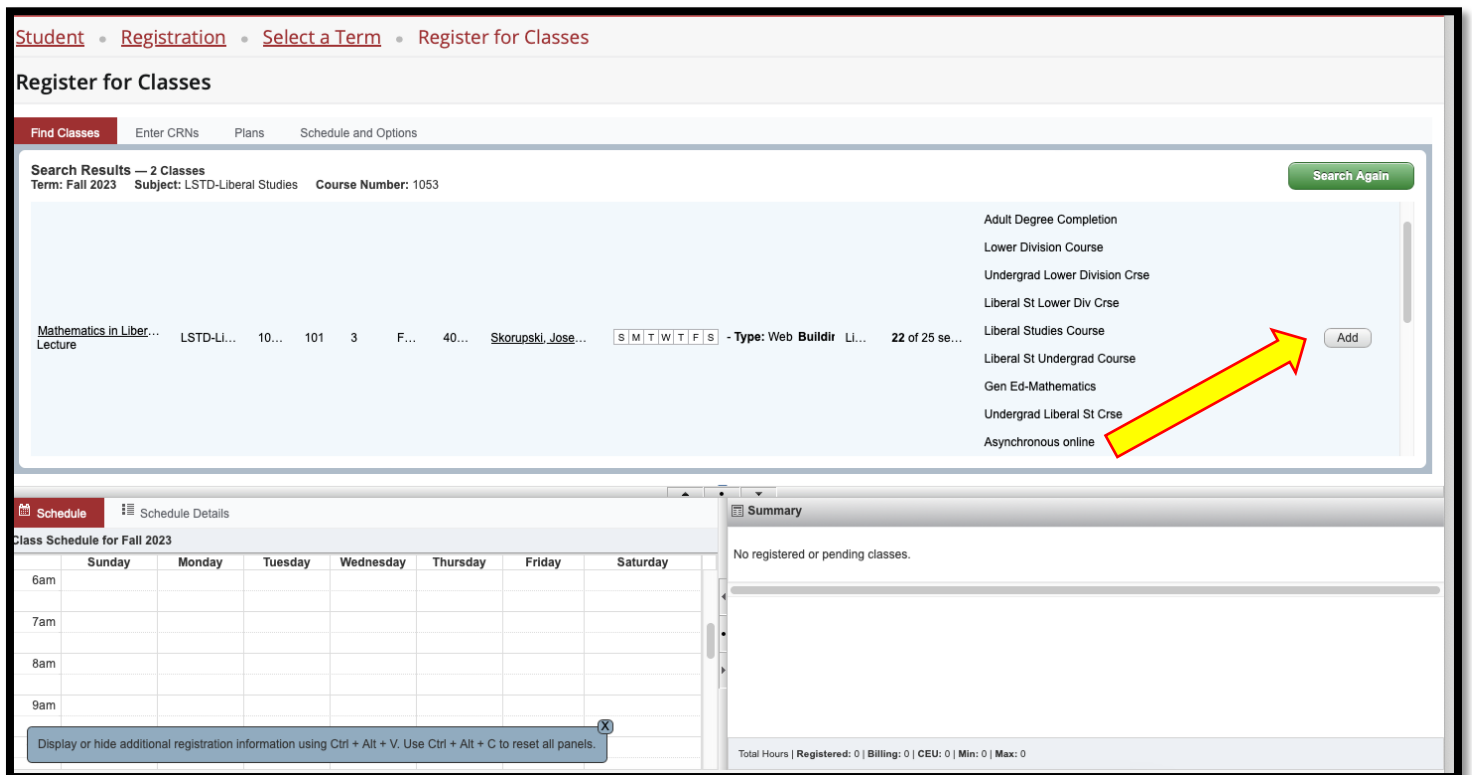 Student • Registration • Select a Term • Register for Classes
Register for Classes
Find Classes Enter CRNs Plans Schedule and Options
Search Results — 2 Classes
Term: Fall 2023 Subject: LSTD-Liberal Studies Course Number: 1053
Search Again
Adult Degree Completion
Lower Division Course
Undergrad Lower Division Crse
Liberal St Lower Div Crse
Mathematics in Liber...
Lecture
LSTD-Li... 10... 101 3 F... 40... Skorupski, Jose... S M T W T F S - Type: Web Buildir Li... 22 of 25 se...
Liberal Studies Course
Add
Liberal St Undergrad Course
Gen Ed-Mathematics
Undergrad Liberal St Crse
Asynchronous online
Schedule Schedule Details
Class Schedule for Fall 2023
Sunday Monday Tuesday Wednesday Thursday Friday Saturday
6am
7am
8am
9am
X
Display or hide additional registration information using Ctrl + Alt + V. Use Ctrl + Alt + C to reset all panels.
Summary
No registered or pending classes.
Total Hours | Registered: 0 | Billing: 0 | CEU: 0 | Min: 0 | Max: 0